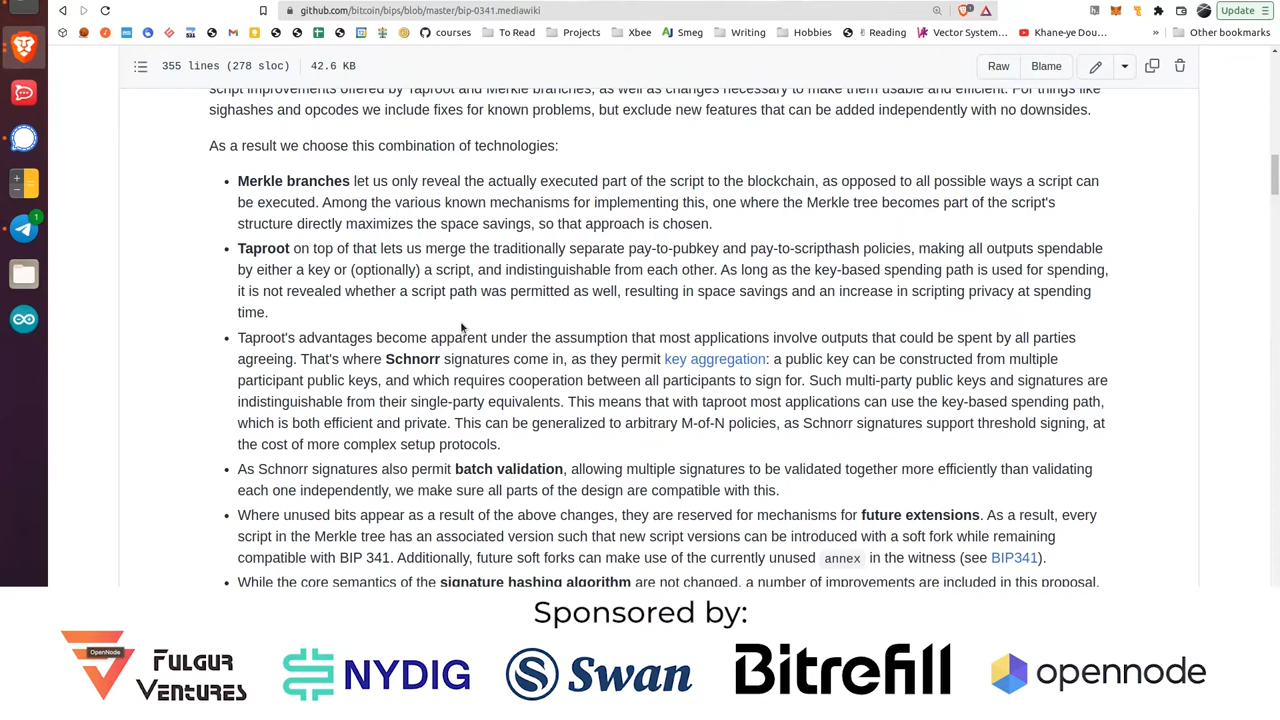 github.com/bitcoin/bips/blob/master/bip-0341.mediawiki
Update
courses
To Read
Projects
Xbee
Smeg
Writing
Hobbies
Reading
Vector System...
Khane-ye Dou...
»
Other bookmarks
355 lines (278 sloc)
42.6 KB
Raw
Blame
script improvements offered by Taproot and Merkle branches, as well as changes necessary to make them usable and efficient. For things like
sighashes and opcodes we include fixes for known problems, but exclude new features that can be added independently with no downsides.
As a result we choose this combination of technologies:
• Merkle branches let us only reveal the actually executed part of the script to the blockchain, as opposed to all possible ways a script can
be executed. Among the various known mechanisms for implementing this, one where the Merkle tree becomes part of the script's
structure directly maximizes the space savings, so that approach is chosen.
• Taproot on top of that lets us merge the traditionally separate pay-to-pubkey and pay-to-scripthash policies, making all outputs spendable
by either a key or (optionally) a script, and indistinguishable from each other. As long as the key-based spending path is used for spending,
it is not revealed whether a script path was permitted as well, resulting in space savings and an increase in scripting privacy at spending
time.
• Taproot's advantages become apparent under the assumption that most applications involve outputs that could be spent by all parties
agreeing. That's where Schnorr signatures come in, as they permit key aggregation: a public key can be constructed from multiple
participant public keys, and which requires cooperation between all participants to sign for. Such multi-party public keys and signatures are
indistinguishable from their single-party equivalents. This means that with taproot most applications can use the key-based spending path,
which is both efficient and private. This can be generalized to arbitrary M-of-N policies, as Schnorr signatures support threshold signing, at
the cost of more complex setup protocols.
• As Schnorr signatures also permit batch validation, allowing multiple signatures to be validated together more efficiently than validating
each one independently, we make sure all parts of the design are compatible with this.
• Where unused bits appear as a result of the above changes, they are reserved for mechanisms for future extensions. As a result, every
script in the Merkle tree has an associated version such that new script versions can be introduced with a soft fork while remaining
compatible with BIP 341. Additionally, future soft forks can make use of the currently unused annex in the witness (see BIP341).
• While the core semantics of the signature hashing algorithm are not changed, a number of improvements are included in this proposal.
1
Sponsored by:
OpenNode
FULGUR
VENTURES
NYDIG
Swan
Bitrefill
opennode